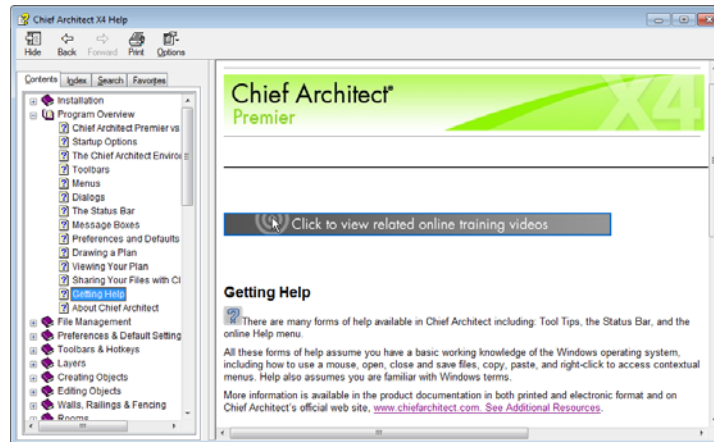 Chief Architect X4 Help
Hide Back Forward Print Options
Contents Index Search Favorites
Installation
Program Overview
Chief Architect Premier vs
Startup Options
The Chief Architect Enviro
Toolbars
Menus
Dialogs
The Status Bar
Message Boxes
Preferences and Defaults
Drawing a Plan
Viewing Your Plan
Sharing Your Files with Cl
Getting Help
About Chief Architect
File Management
Preferences & Default Setting
Toolbars & Hotkeys
Layers
Creating Objects
Editing Objects
Walls, Railings & Fencing
Rooms
Chief Architect®
Premier
X4
Click to view related online training videos
Getting Help
There are many forms of help available in Chief Architect including: Tool Tips, the Status Bar, and the
online Help menu.
All these forms of help assume you have a basic working knowledge of the Windows operating system,
including how to use a mouse, open, close and save files, copy, paste, and right-click to access contextual
menus. Help also assumes you are familiar with Windows terms.
More information is available in the product documentation in both printed and electronic format and on
Chief Architect's official web site, www.chiefarchitect.com. See Additional Resources.